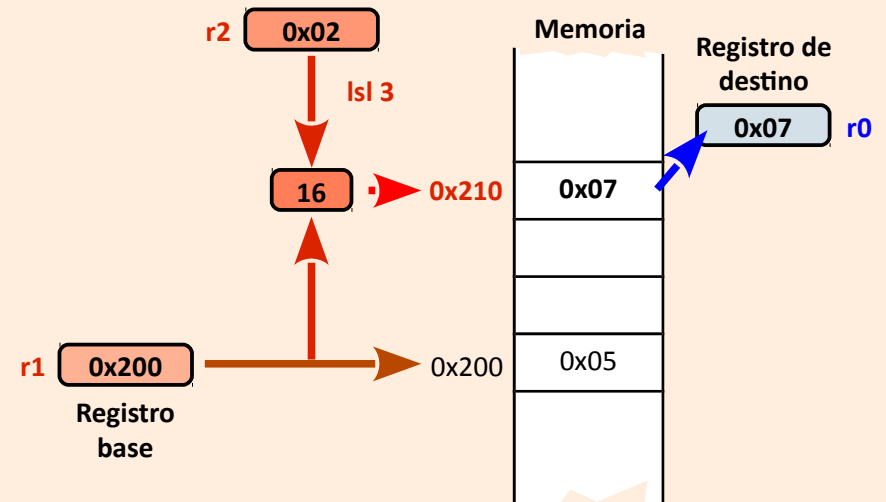 r2
0x02
lsl 3
16
0x210
r1
0x200
Registro
base
0x200
Memoria
0x07
0x05
Registro de
destino
0x07
r0